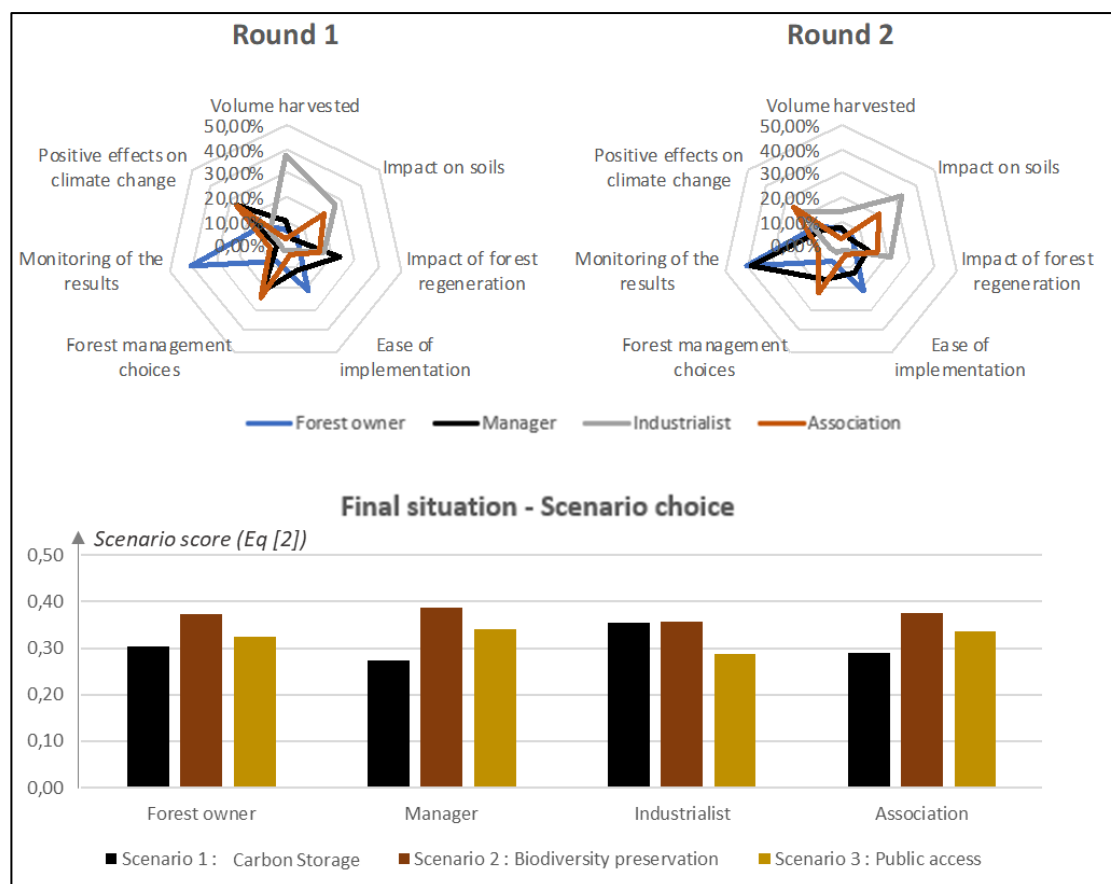 Round 1
Round 2
Volume harvested
50,00%
40,00%
30,00%
20,00%
10,00%
0,00%
Positive effects on
climate change
Impact on soils
Monitoring of the
results
Impact of forest
regeneration
Forest management
choices
Ease of
implementation
Volume harvested
50,00%
40,00%
30,00%
20,00%
10,00%
0,00%
Positive effects on
climate change
Impact on soils
Monitoring of the
results
Impact of forest
regeneration
Forest management
choices
Ease of
implementation
Forest owner
Manager
Industrialist
Association
Final situation - Scenario choice
Scenario score (Eq [2])
0,50
0,40
0,30
0,20
0,10
0,00
Forest owner
Manager
Industrialist
Association
Scenario 1 : Carbon Storage
Scenario 2 : Biodiversity preservation
Scenario 3 : Public access